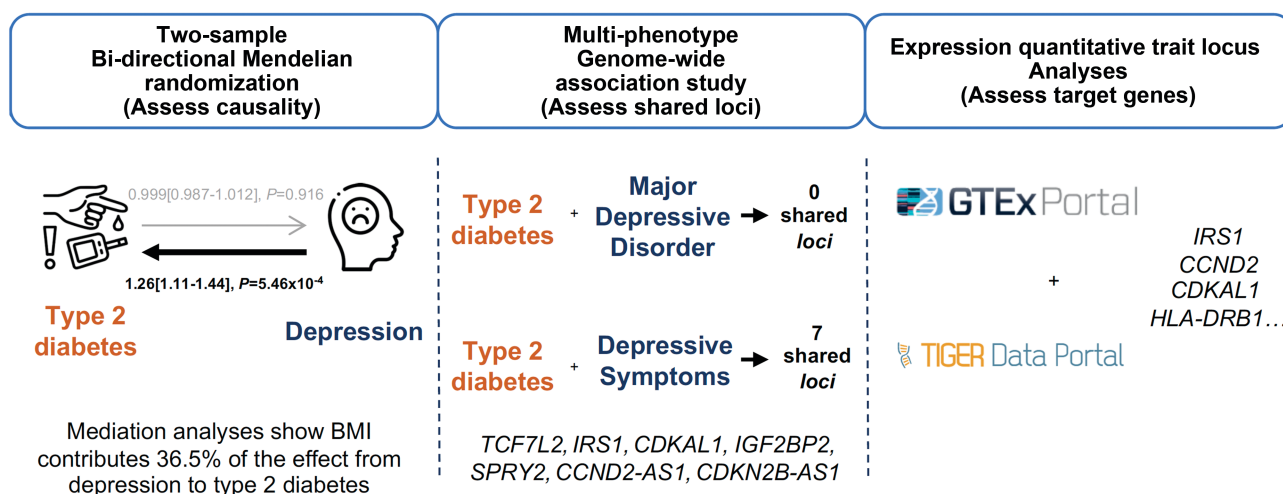 Two-sample
Bi-directional Mendelian
randomization
(Assess causality)
Multi-phenotype
Genome-wide
association study
(Assess shared loci)
Expression quantitative trait locus
Analyses
(Assess target genes)
0.999[0.987-1.012], P=0.916
1.26[1.11-1.44], P=5.46x10⁻⁴
Type 2
diabetes
Depression
Mediation analyses show BMI
contributes 36.5% of the effect from
depression to type 2 diabetes
Type 2
diabetes
+
Major
Depressive
Disorder
0
shared
loci
Type 2
diabetes
+
Depressive
Symptoms
7
shared
loci
TCF7L2, IRS1, CDKAL1, IGF2BP2,
SPRY2, CCND2-AS1, CDKN2B-AS1
GTEx Portal
+
TIGER Data Portal
IRS1
CCND2
CDKAL1
HLA-DRB1…